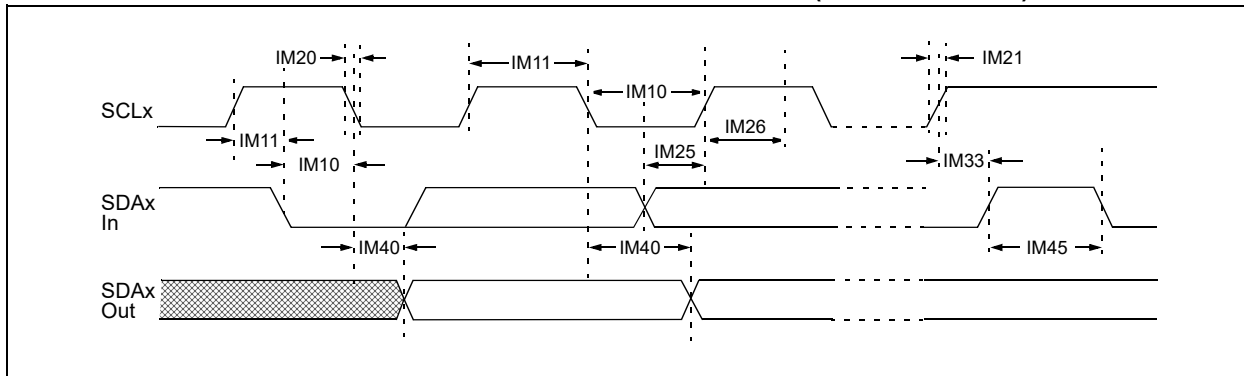 IM20
IM11
IM21
IM10
SCLx
IM11
IM26
IM10
IM25
IM33
SDAx
In
IM40
IM40
IM45
SDAx
Out